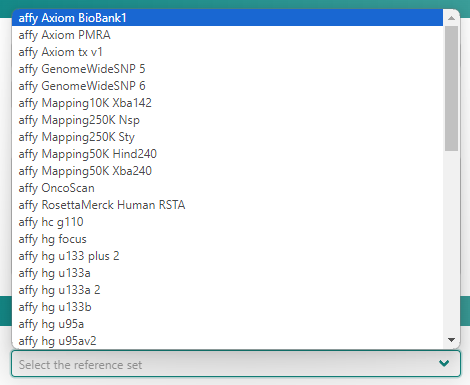 affy Axiom BioBank1
affy Axiom PMRA
affy Axiom tx v1
affy GenomeWideSNP 5
affy GenomeWideSNP 6
affy Mapping10K Xba142
affy Mapping250K Nsp
affy Mapping250K Sty
affy Mapping50K Hind240
affy Mapping50K Xba240
affy OncoScan
affy RosettaMerck Human RSTA
affy hc g110
affy hg focus
affy hg u133 plus 2
affy hg u133a
affy hg u133a 2
affy hg u133b
affy hg u95a
affy hg u95av2
Select the reference set